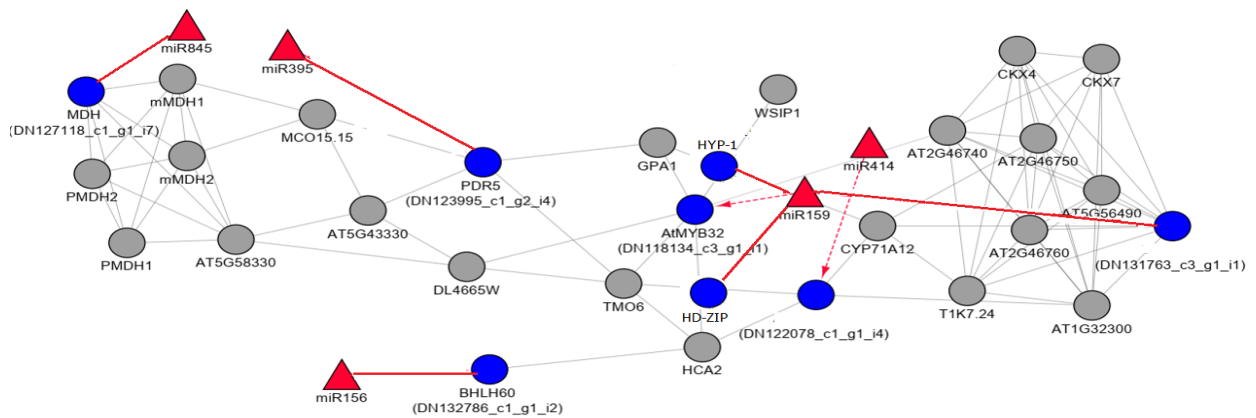 miR845
miR395
MDH
(DN127118_c1_g1_i7)
mMDH1
MCO15.15
mMDH2
PMDH2
PMDH1
AT5G58330
AT5G43330
PDR5
(DN123995_c1_g2_i4)
DL4665W
GPA1
HYP-1
WSIP1
miR414
miR159
AtMYB32
(DN118134_c3_g1_i1)
CYP71A12
TMO6
HD-ZIP
(DN122078_c1_g1_i4)
HCA2
miR156
BHLH60
(DN132786_c1_g1_i2)
CKX4
CKX7
AT2G46740
AT2G46750
AT5G56490
AT2G46760
(DN131763_c3_g1_i1)
T1K7.24
AT1G32300